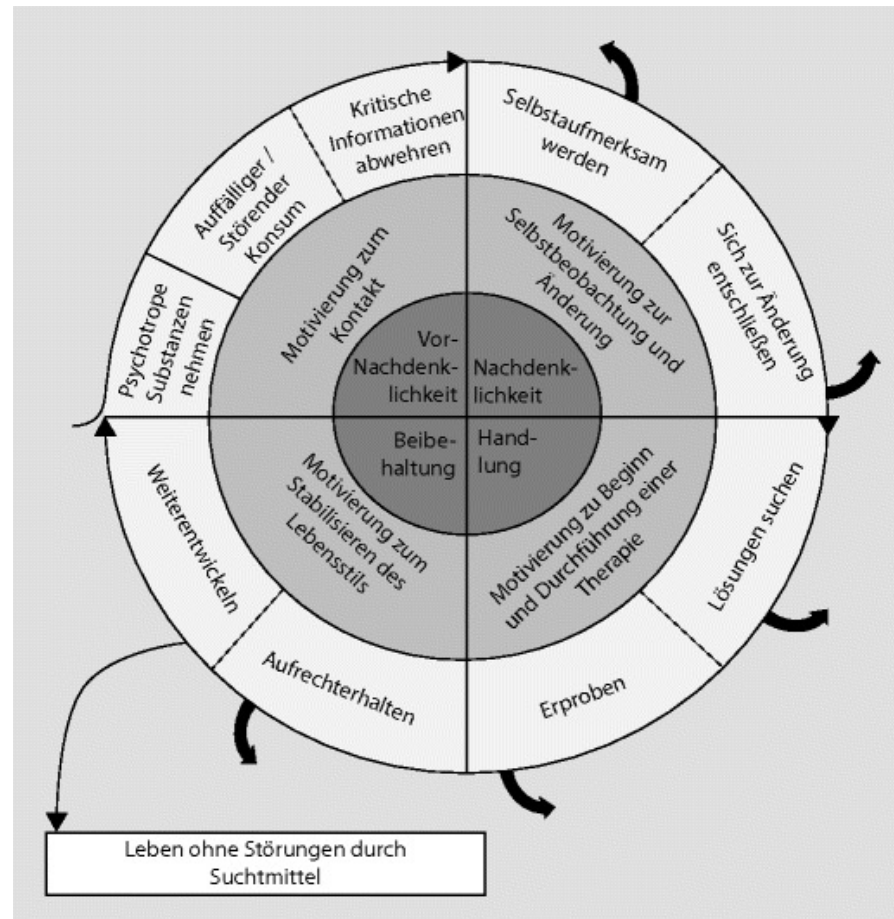 Kritische
Informationen
abwehren
Auffälliger /
Störender
Konsum
Psychotrope
Substanzen
nehmen
Selbstaufmerksam
werden
Sich zur Änderung
entschließen
Motivierung zum
Kontakt
Motivierung zur
Selbstbeobachtung und
Änderung
Vor-
Nachdenk-
lichkeit
Nachdenk-
lichkeit
Beibe-
haltung
Hand-
lung
Motivierung zum
Stabilisieren des
Lebensstils
Motivierung zu Beginn
und Durchführung einer
Therapie
Lösungen suchen
Erproben
Aufrechterhalten
Weiterentwickeln
Leben ohne Störungen durch
Suchtmittel